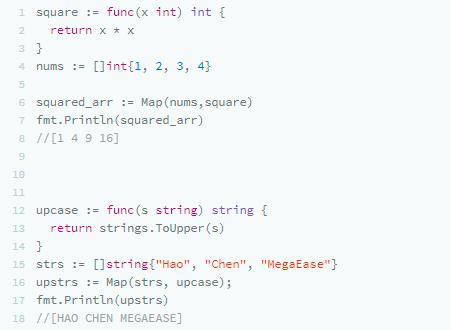 1 square := func(x int) int {
2   return x * x
3 }
4 nums := []int{1, 2, 3, 4}
5
6 squared_arr := Map(nums,square)
7 fmt.Println(squared_arr)
8 //[1 4 9 16]
9
10
11
12 upcase := func(s string) string {
13   return strings.ToUpper(s)
14 }
15 strs := []string{"Hao", "Chen", "MegaEase"}
16 upstrs := Map(strs, upcase);
17 fmt.Println(upstrs)
18 //[HAO CHEN MEGAEASE]